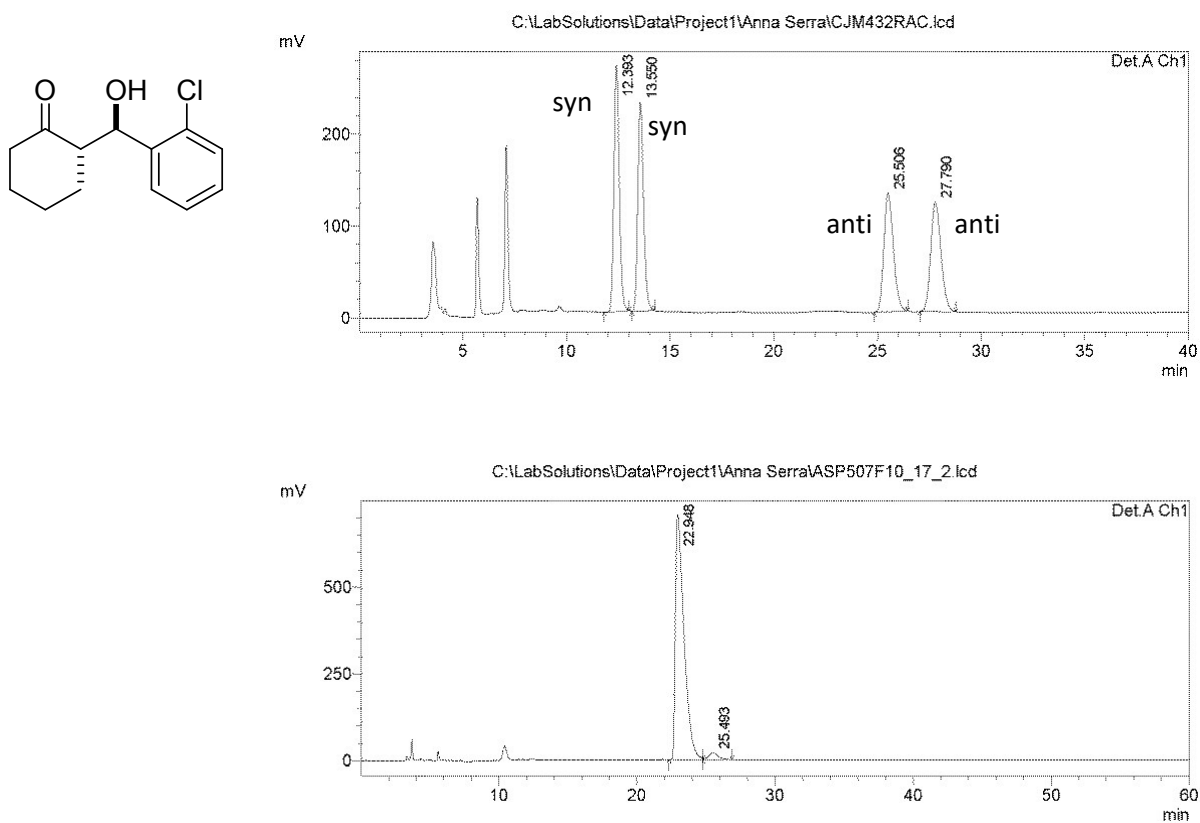 C:\LabSolutions\Data\Project1\Anna Serra\CJM432RAC.lcd
mV
Det.A Ch1
O OH Cl
syn
12.393
13.550
syn
200
25.506
27.790
anti
anti
100
0
5 10 15 20 25 30 35 40
min
C:\LabSolutions\Data\Project1\Anna Serra\ASP507F10_17_2.lcd
mV
Det.A Ch1
22.948
500
250
25.493
0
10 20 30 40 50 60
min